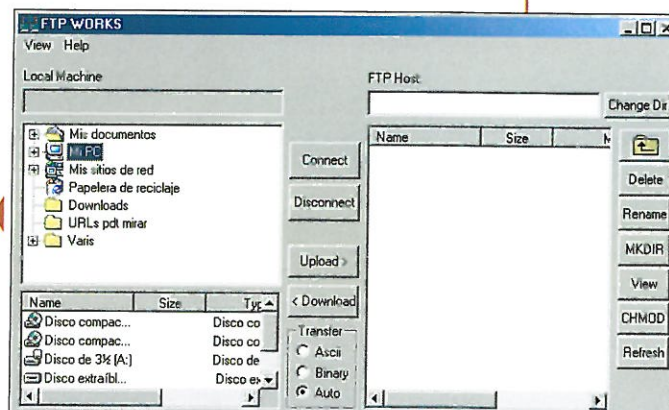 FTP WORKS
View Help
Local Machine
FTP Host
Change Dir
Mis documentos
Mi PC
Mis sitios de red
Papelera de reciclaje
Downloads
URLs pdt mirar
Varis
Name Size Typ
Disco compac... Disco co
Disco compac... Disco co
Disco de 3½ (A:) Disco de
Disco extraíbl... Disco ex
Connect
Disconnect
Upload >
< Download
Transfer
Ascii
Binary
Auto
Name Size
Delete
Rename
MKDIR
View
CHMOD
Refresh